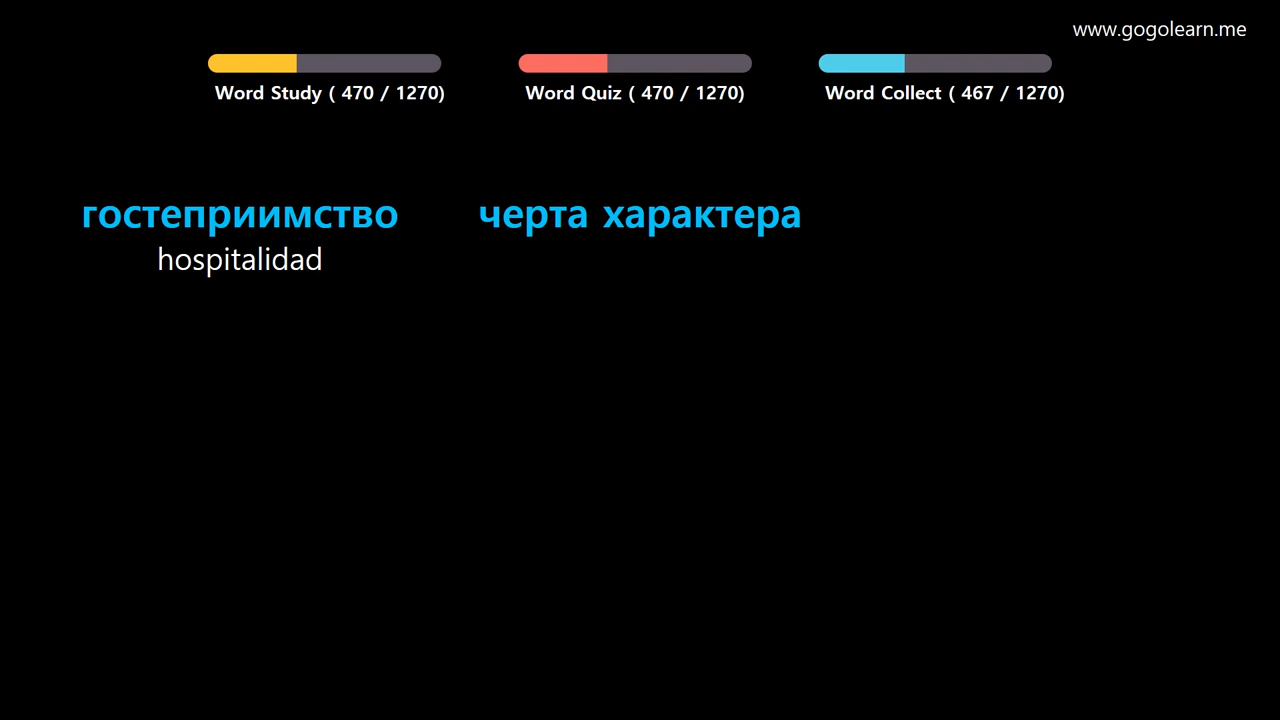 www.gogolearn.me
Word Study ( 470 / 1270)
Word Quiz ( 470 / 1270)
Word Collect ( 467 / 1270)
гостеприимство
черта характера
hospitalidad